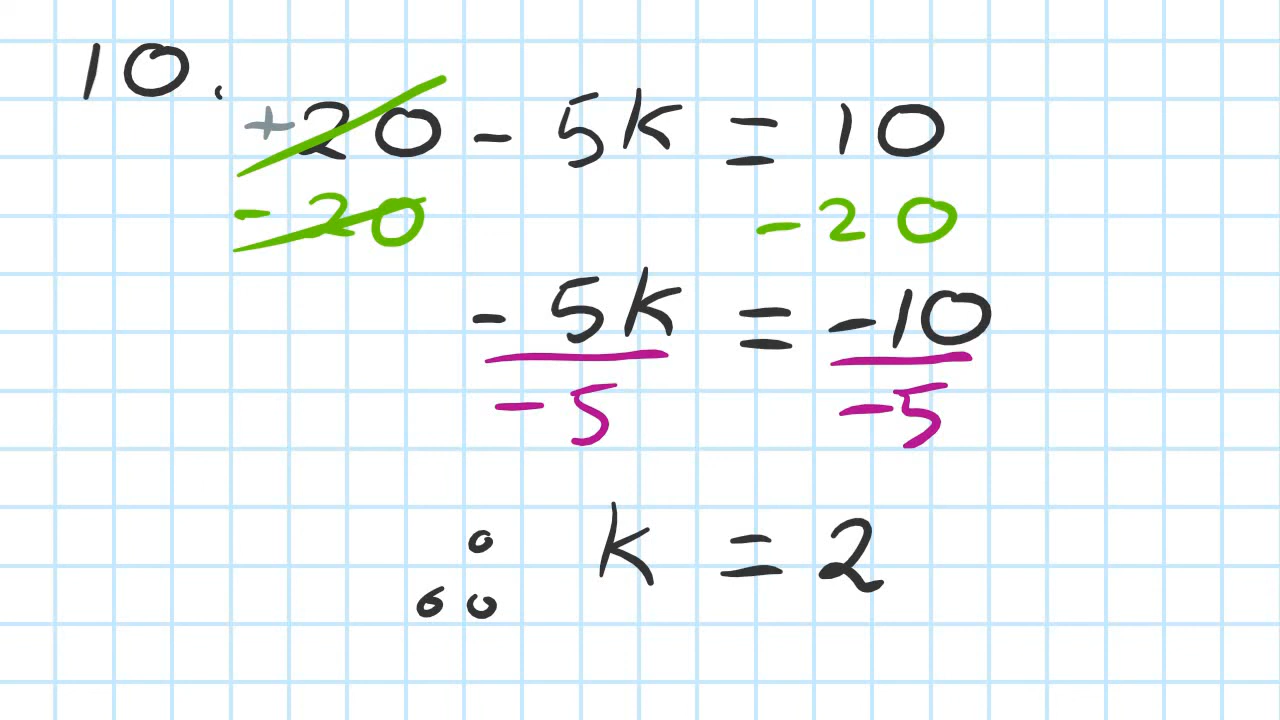 10.
+20 - 5k = 10
-20 -20
-5k = -10
-5 -5
∴ k = 2